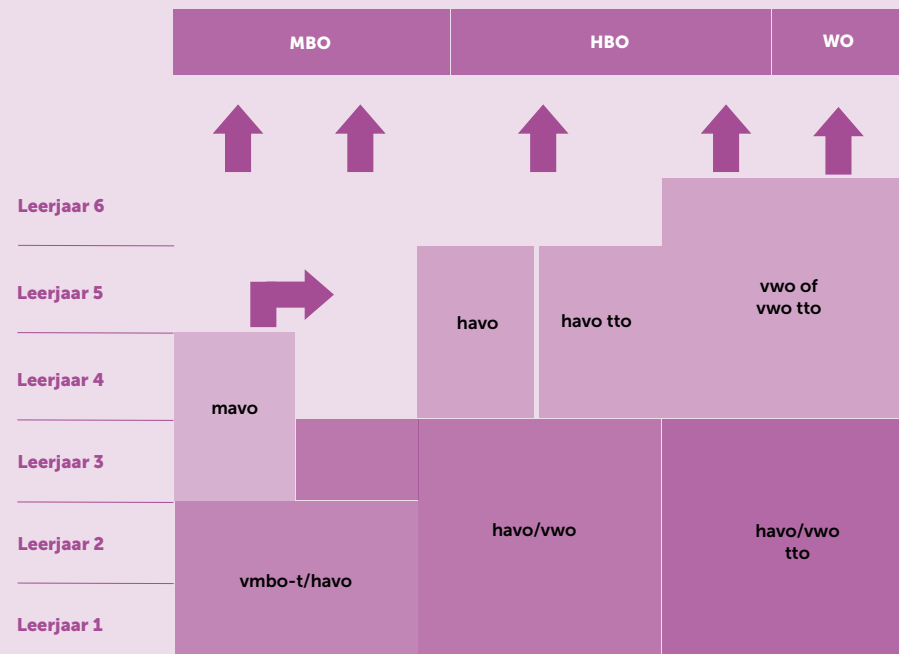 MBO
HBO
WO
Leerjaar 6
Leerjaar 5
Leerjaar 4
Leerjaar 3
Leerjaar 2
Leerjaar 1
mavo
havo
havo tto
vwo of
vwo tto
vmbo-t/havo
havo/vwo
havo/vwo
tto